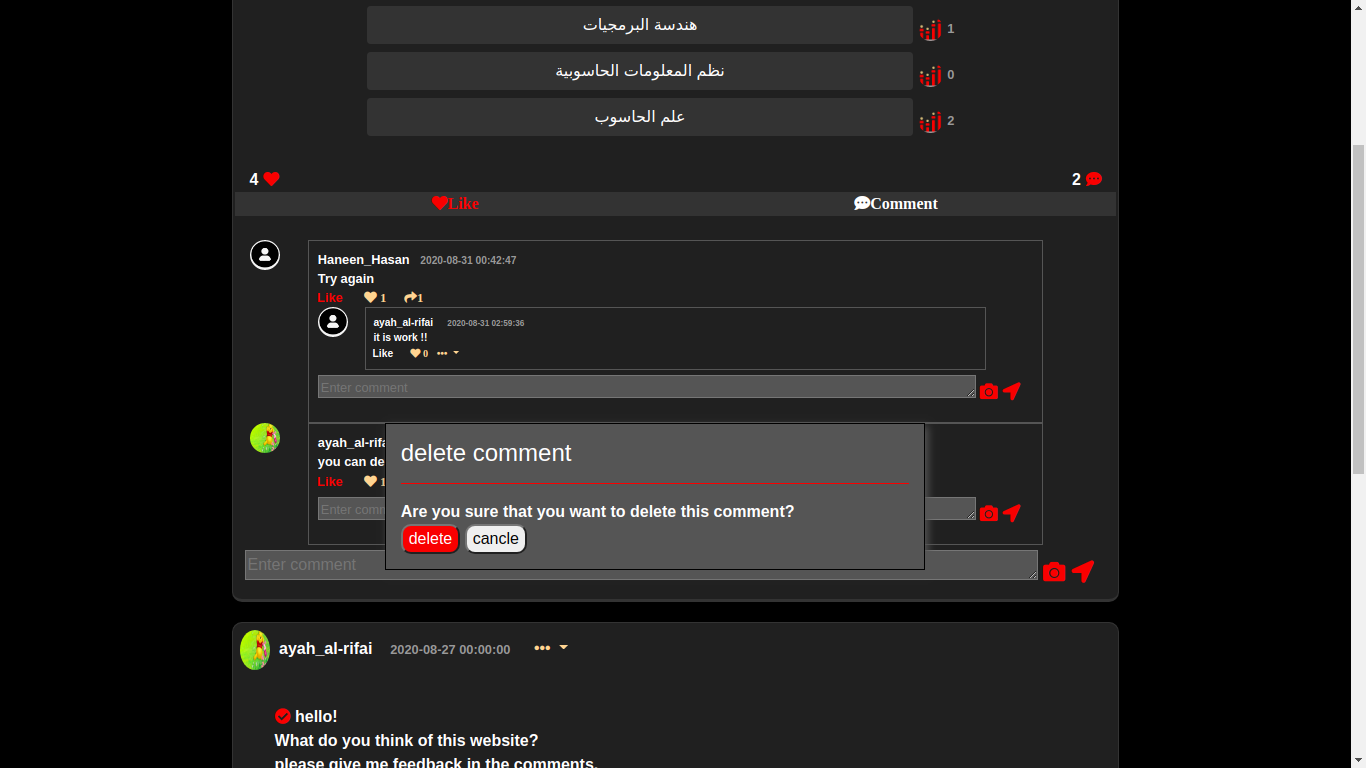 هندسة البرمجيات 1
نظم المعلومات الحاسوبية 0
علم الحاسوب 2
4 2
Like Comment
Haneen_Hasan 2020-08-31 00:42:47
Try again
Like 1 1
ayah_al-rifai 2020-08-31 02:59:36
it is work !!
Like 0
Enter comment
ayah_al-rifa
you can de
Like 1
Enter comm
delete comment
Are you sure that you want to delete this comment?
delete cancle
Enter comment
ayah_al-rifai 2020-08-27 00:00:00
hello!
What do you think of this website?
please give me feedback in the comments.